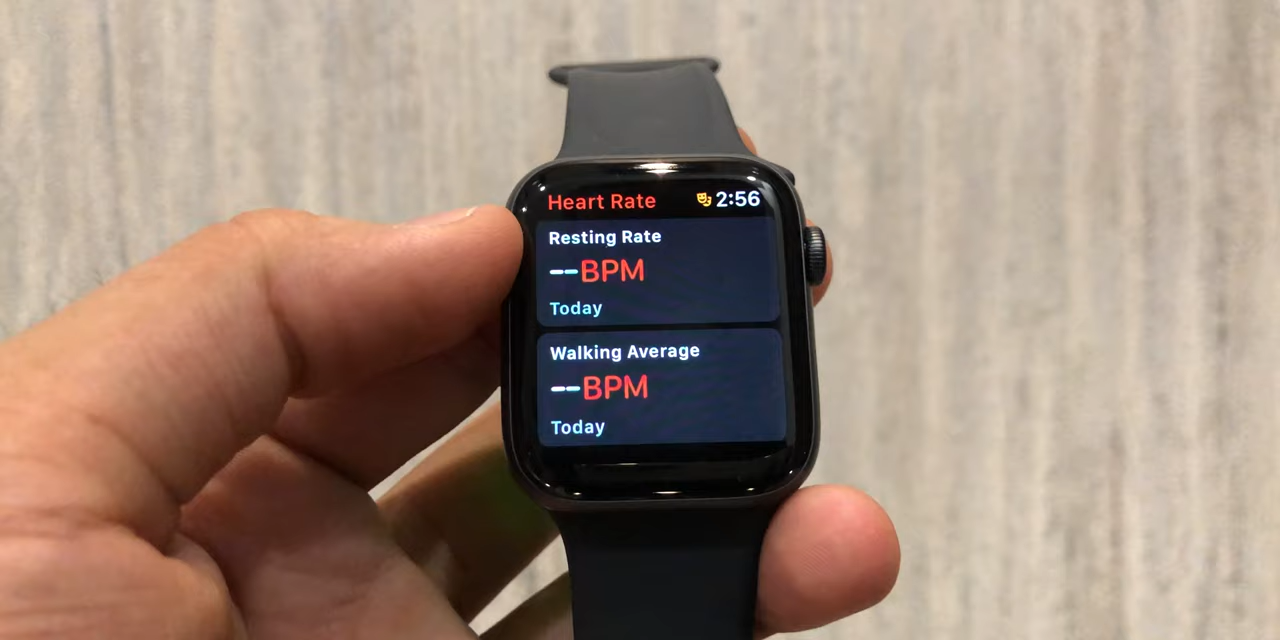 Heart Rate 2:56
Resting Rate
--BPM
Today
Walking Average
--BPM
Today